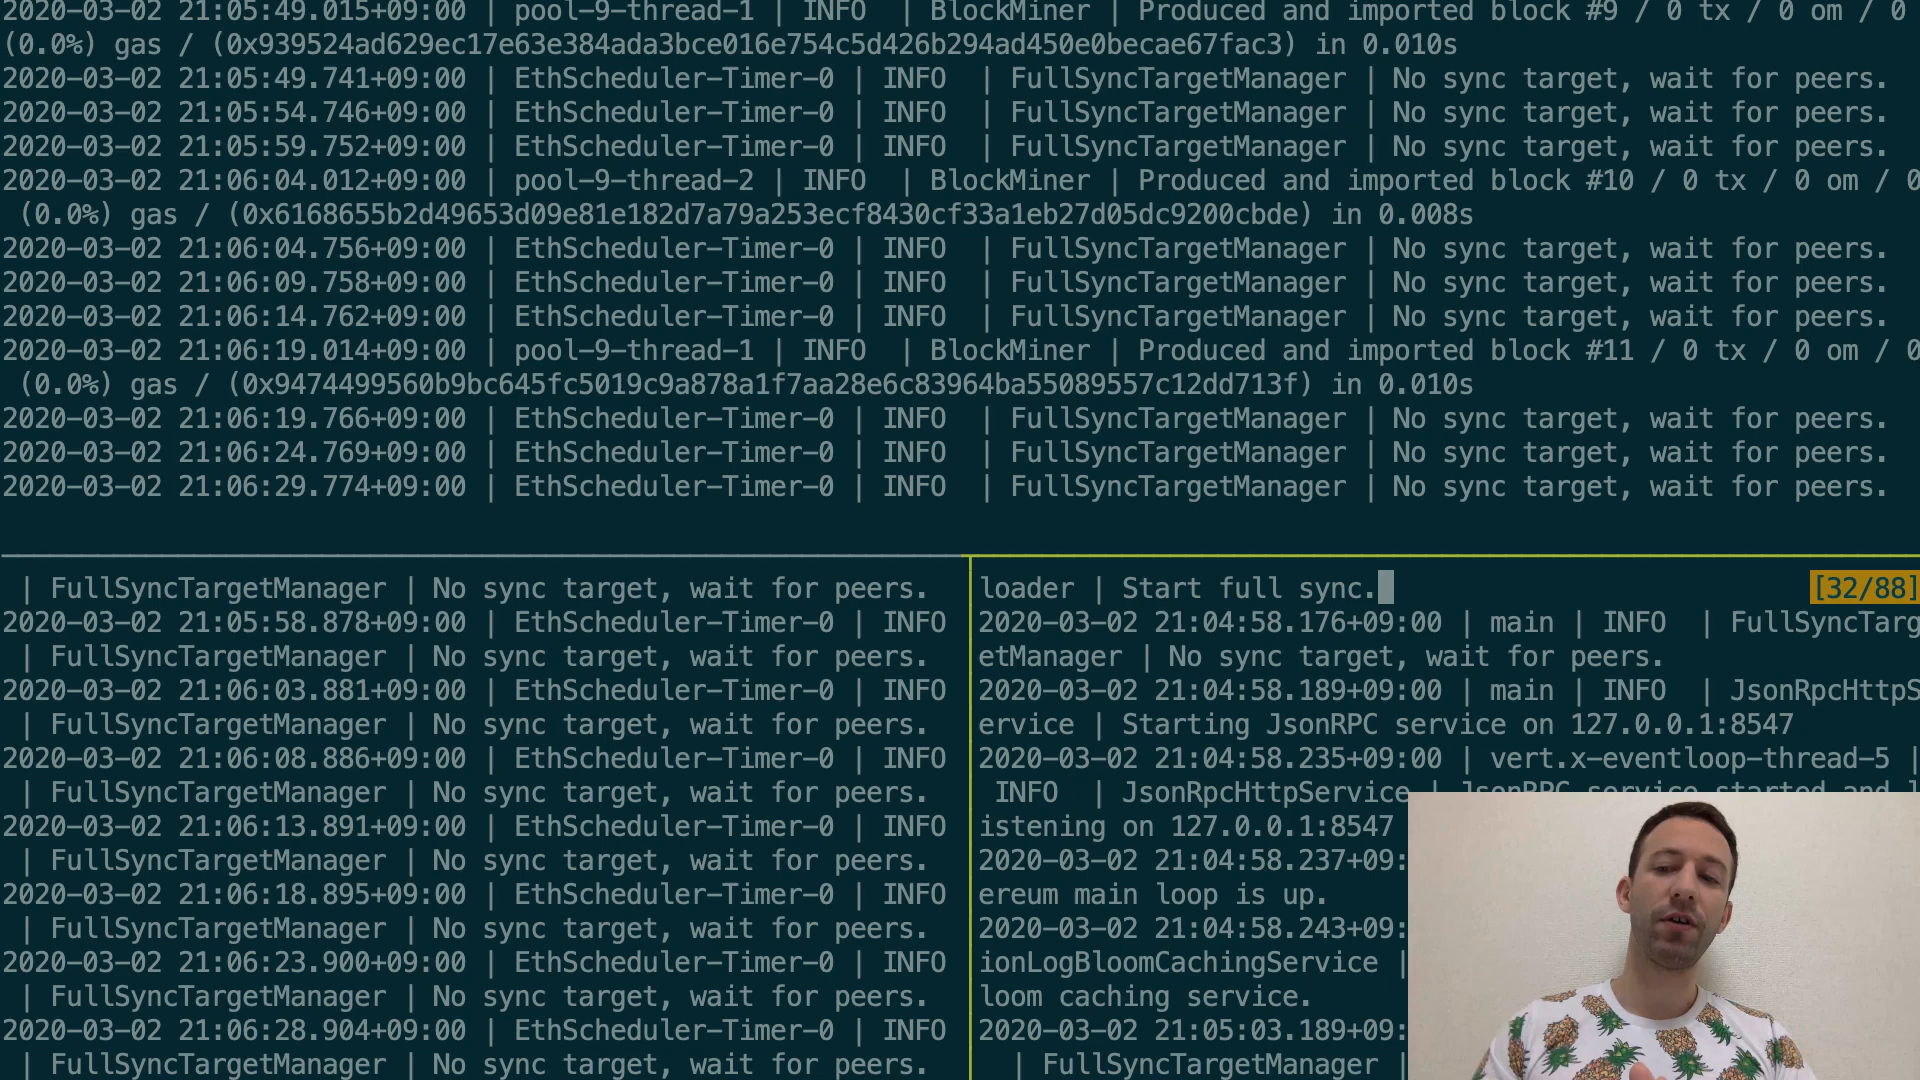 2020-03-02 21:05:49.015+09:00 | pool-9-thread-1 | INFO  | BlockMiner | Produced and imported block #9 / 0 tx / 0 om / 0
(0.0%) gas / (0x939524ad629ec17e63e384ada3bce016e754c5d426b294ad450e0becae67fac3) in 0.010s
2020-03-02 21:05:49.741+09:00 | EthScheduler-Timer-0 | INFO  | FullSyncTargetManager | No sync target, wait for peers.
2020-03-02 21:05:54.746+09:00 | EthScheduler-Timer-0 | INFO  | FullSyncTargetManager | No sync target, wait for peers.
2020-03-02 21:05:59.752+09:00 | EthScheduler-Timer-0 | INFO  | FullSyncTargetManager | No sync target, wait for peers.
2020-03-02 21:06:04.012+09:00 | pool-9-thread-2 | INFO  | BlockMiner | Produced and imported block #10 / 0 tx / 0 om / 0
(0.0%) gas / (0x6168655b2d49653d09e81e182d7a79a253ecf8430cf33a1eb27d05dc9200cbde) in 0.008s
2020-03-02 21:06:04.756+09:00 | EthScheduler-Timer-0 | INFO  | FullSyncTargetManager | No sync target, wait for peers.
2020-03-02 21:06:09.758+09:00 | EthScheduler-Timer-0 | INFO  | FullSyncTargetManager | No sync target, wait for peers.
2020-03-02 21:06:14.762+09:00 | EthScheduler-Timer-0 | INFO  | FullSyncTargetManager | No sync target, wait for peers.
2020-03-02 21:06:19.014+09:00 | pool-9-thread-1 | INFO  | BlockMiner | Produced and imported block #11 / 0 tx / 0 om / 0
(0.0%) gas / (0x9474499560b9bc645fc5019c9a878a1f7aa28e6c83964ba55089557c12dd713f) in 0.010s
2020-03-02 21:06:19.766+09:00 | EthScheduler-Timer-0 | INFO  | FullSyncTargetManager | No sync target, wait for peers.
2020-03-02 21:06:24.769+09:00 | EthScheduler-Timer-0 | INFO  | FullSyncTargetManager | No sync target, wait for peers.
2020-03-02 21:06:29.774+09:00 | EthScheduler-Timer-0 | INFO  | FullSyncTargetManager | No sync target, wait for peers.
| FullSyncTargetManager | No sync target, wait for peers.
2020-03-02 21:05:58.878+09:00 | EthScheduler-Timer-0 | INFO
| FullSyncTargetManager | No sync target, wait for peers.
2020-03-02 21:06:03.881+09:00 | EthScheduler-Timer-0 | INFO
| FullSyncTargetManager | No sync target, wait for peers.
2020-03-02 21:06:08.886+09:00 | EthScheduler-Timer-0 | INFO
| FullSyncTargetManager | No sync target, wait for peers.
2020-03-02 21:06:13.891+09:00 | EthScheduler-Timer-0 | INFO
| FullSyncTargetManager | No sync target, wait for peers.
2020-03-02 21:06:18.895+09:00 | EthScheduler-Timer-0 | INFO
| FullSyncTargetManager | No sync target, wait for peers.
2020-03-02 21:06:23.900+09:00 | EthScheduler-Timer-0 | INFO
| FullSyncTargetManager | No sync target, wait for peers.
2020-03-02 21:06:28.904+09:00 | EthScheduler-Timer-0 | INFO
| FullSyncTargetManager | No sync target, wait for peers.
loader | Start full sync. [32/88]
2020-03-02 21:04:58.176+09:00 | main | INFO  | FullSyncTarg
etManager | No sync target, wait for peers.
2020-03-02 21:04:58.189+09:00 | main | INFO  | JsonRpcHttpS
ervice | Starting JsonRPC service on 127.0.0.1:8547
2020-03-02 21:04:58.235+09:00 | vert.x-eventloop-thread-5 |
INFO  | JsonRpcHttpService | JsonRPC service started and l
istening on 127.0.0.1:8547
2020-03-02 21:04:58.237+09:
ereum main loop is up.
2020-03-02 21:04:58.243+09:
ionLogBloomCachingService |
loom caching service.
2020-03-02 21:05:03.189+09:
| FullSyncTargetManager |